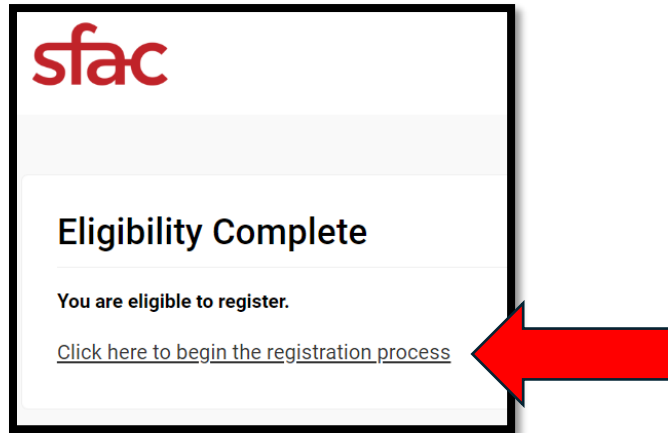 sfac
Eligibility Complete
You are eligible to register.
Click here to begin the registration process